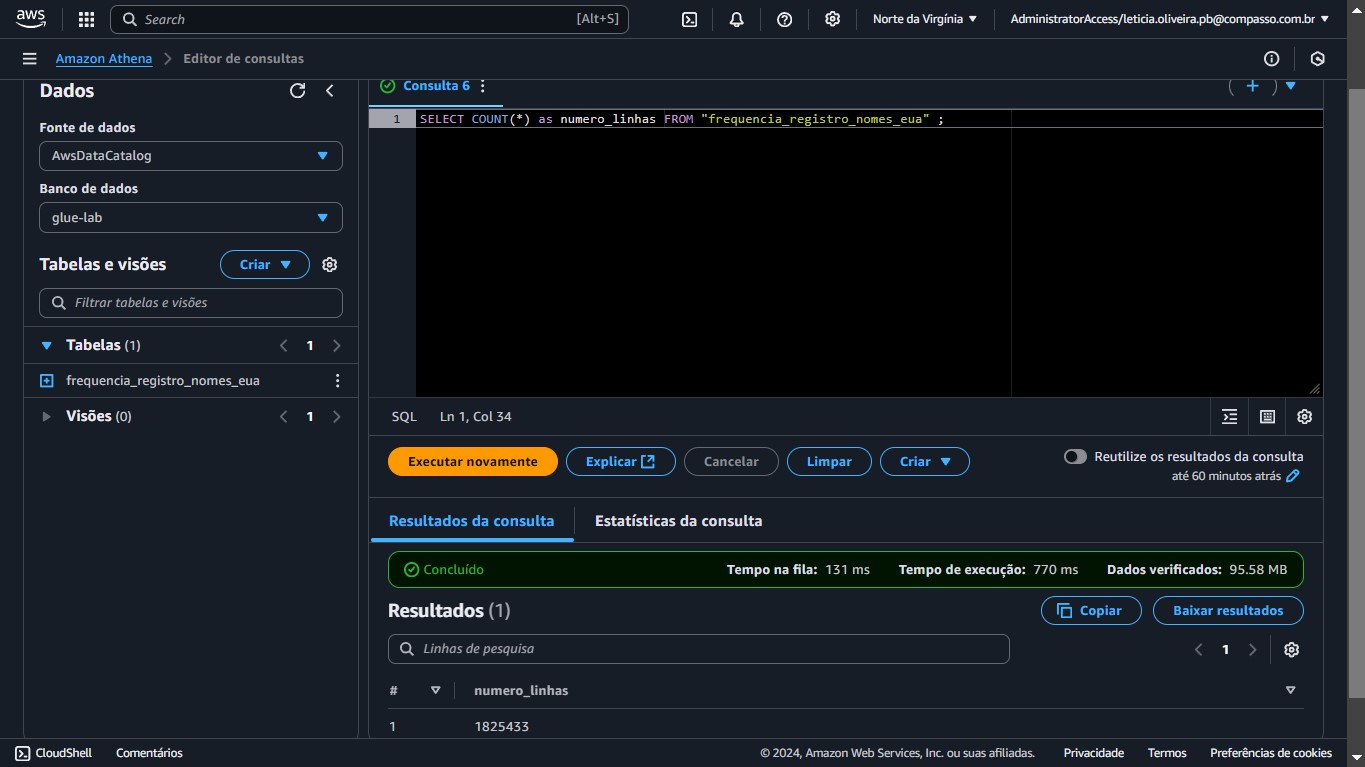 aws
Search [Alt+S]
Norte da Virgínia
AdministratorAccess/leticia.oliveira.pb@compasso.com.br
Amazon Athena
Editor de consultas
Dados
Fonte de dados
AwsDataCatalog
Banco de dados
glue-lab
Tabelas e visões
Criar
Filtrar tabelas e visões
Tabelas (1)
1
frequencia_registro_nomes_eua
Visões (0)
1
Consulta 6
1 SELECT COUNT(*) as numero_linhas FROM "frequencia_registro_nomes_eua" ;
SQL Ln 1, Col 34
Executar novamente
Explicar
Cancelar
Limpar
Criar
Reutilize os resultados da consulta
até 60 minutos atrás
Resultados da consulta
Estatísticas da consulta
Concluído
Tempo na fila: 131 ms
Tempo de execução: 770 ms
Dados verificados: 95.58 MB
Resultados (1)
Copiar
Baixar resultados
Linhas de pesquisa
1
# numero_linhas
1 1825433
CloudShell
Comentários
© 2024, Amazon Web Services, Inc. ou suas afiliadas.
Privacidade
Termos
Preferências de cookies